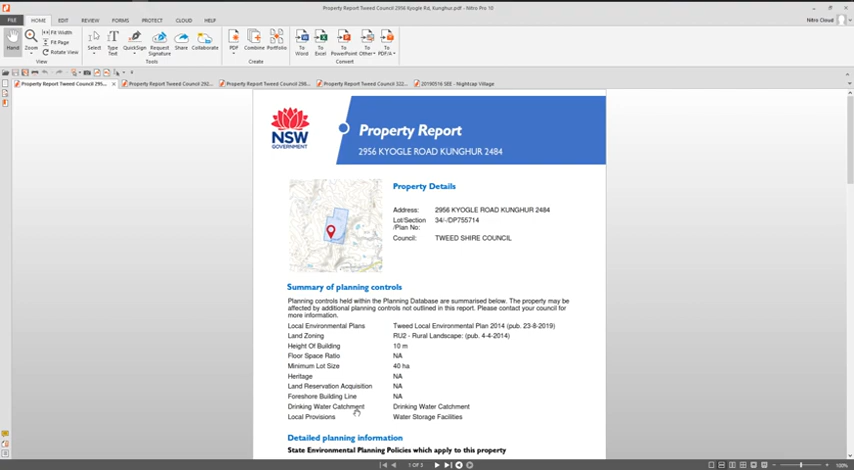 Property Report Tweed Council 2956 Kyogle Rd, Kunghur.pdf - Nitro Pro 10
FILE HOME EDIT REVIEW FORMS PROTECT CLOUD HELP
Nitro Cloud
Hand Zoom Fit Width Fit Page Rotate View
Select Type Text QuickSign Request Signature Share Collaborate
PDF Combine Portfolio
To Word To Excel To PowerPoint To Other To PDF/A
View Tools Create Convert
Property Report Tweed Council 295... Property Report Tweed Council 292... Property Report Tweed Council 298... Property Report Tweed Council 322... 20190516 SEE - Nightcap Village
NSW
GOVERNMENT
Property Report
2956 KYOGLE ROAD KUNGHUR 2484
Property Details
Address: 2956 KYOGLE ROAD KUNGHUR 2484
Lot/Section /Plan No: 34/-/DP755714
Council: TWEED SHIRE COUNCIL
Summary of planning controls
Planning controls held within the Planning Database are summarised below. The property may be
affected by additional planning controls not outlined in this report. Please contact your council for
more information.
Local Environmental Plans Tweed Local Environmental Plan 2014 (pub. 23-8-2019)
Land Zoning RU2 - Rural Landscape: (pub. 4-4-2014)
Height Of Building 10 m
Floor Space Ratio NA
Minimum Lot Size 40 ha
Heritage NA
Land Reservation Acquisition NA
Foreshore Building Line NA
Drinking Water Catchment Drinking Water Catchment
Local Provisions Water Storage Facilities
Detailed planning information
State Environmental Planning Policies which apply to this property
1 OF 3
100%